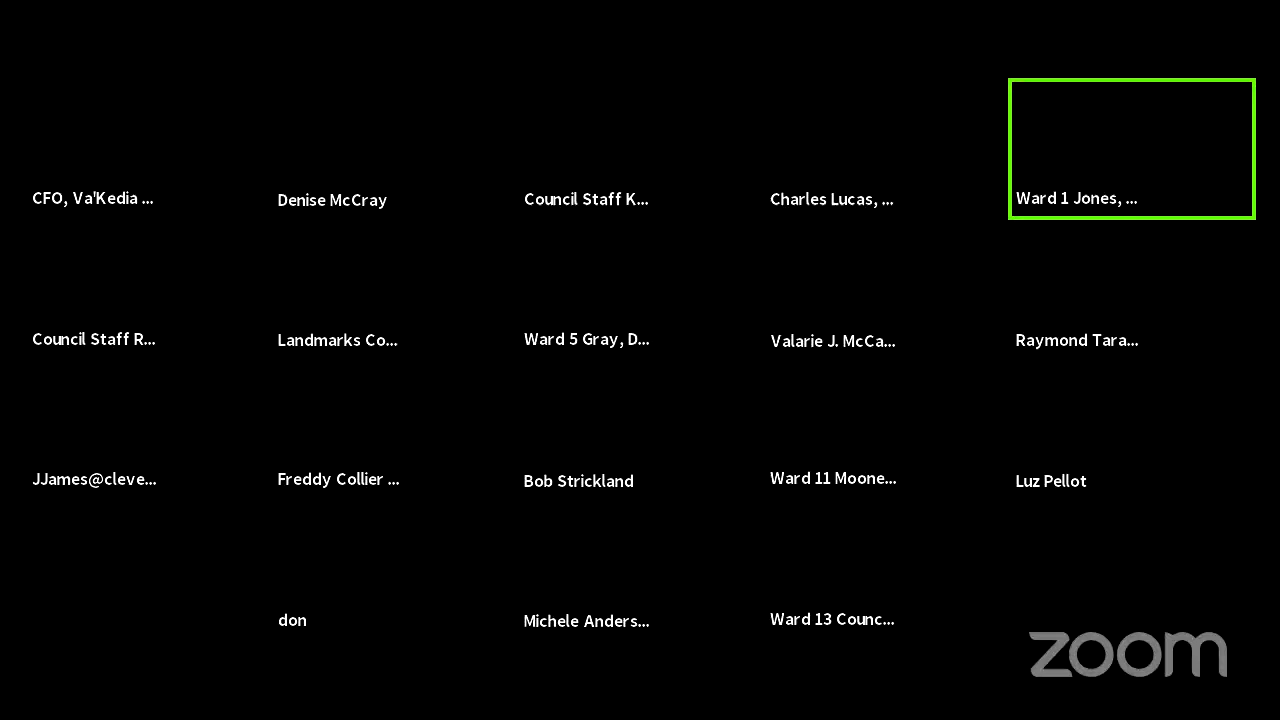 CFO, Va'Kedia ...
Denise McCray
Council Staff K...
Charles Lucas, ...
Ward 1 Jones, ...
Council Staff R...
Landmarks Co...
Ward 5 Gray, D...
Valarie J. McCa...
Raymond Tara...
JJames@cleve...
Freddy Collier ...
Bob Strickland
Ward 11 Moone...
Luz Pellot
don
Michele Anders...
Ward 13 Counc...
zoom